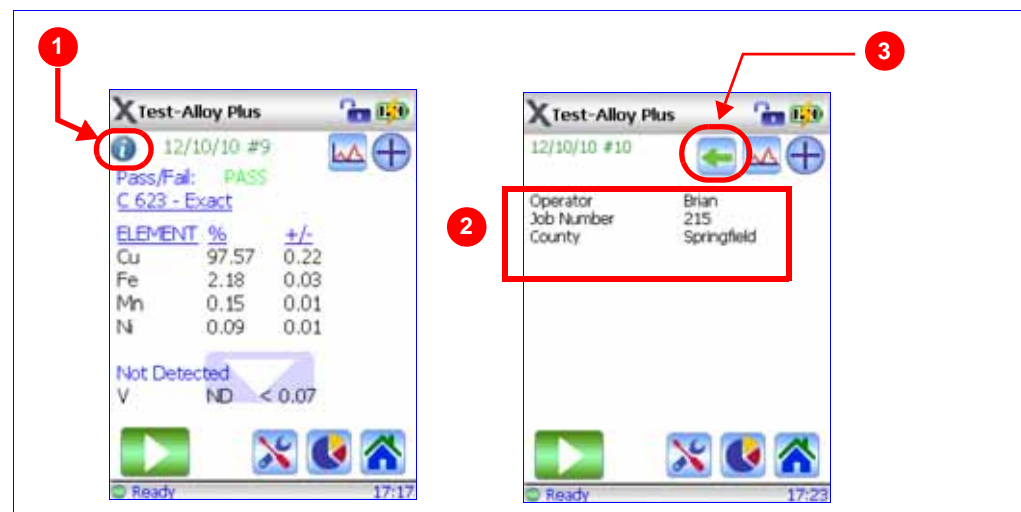 1
3
X Test-Alloy Plus
12/10/10 #9
Pass/Fail: PASS
C 623 - Exact
ELEMENT % +/-
Cu 97.57 0.22
Fe 2.18 0.03
Mn 0.15 0.01
Ni 0.09 0.01
Not Detected
V ND < 0.07
Ready 17:17
X Test-Alloy Plus
12/10/10 #10
2
Operator Brian
Job Number 215
County Springfield
Ready 17:23